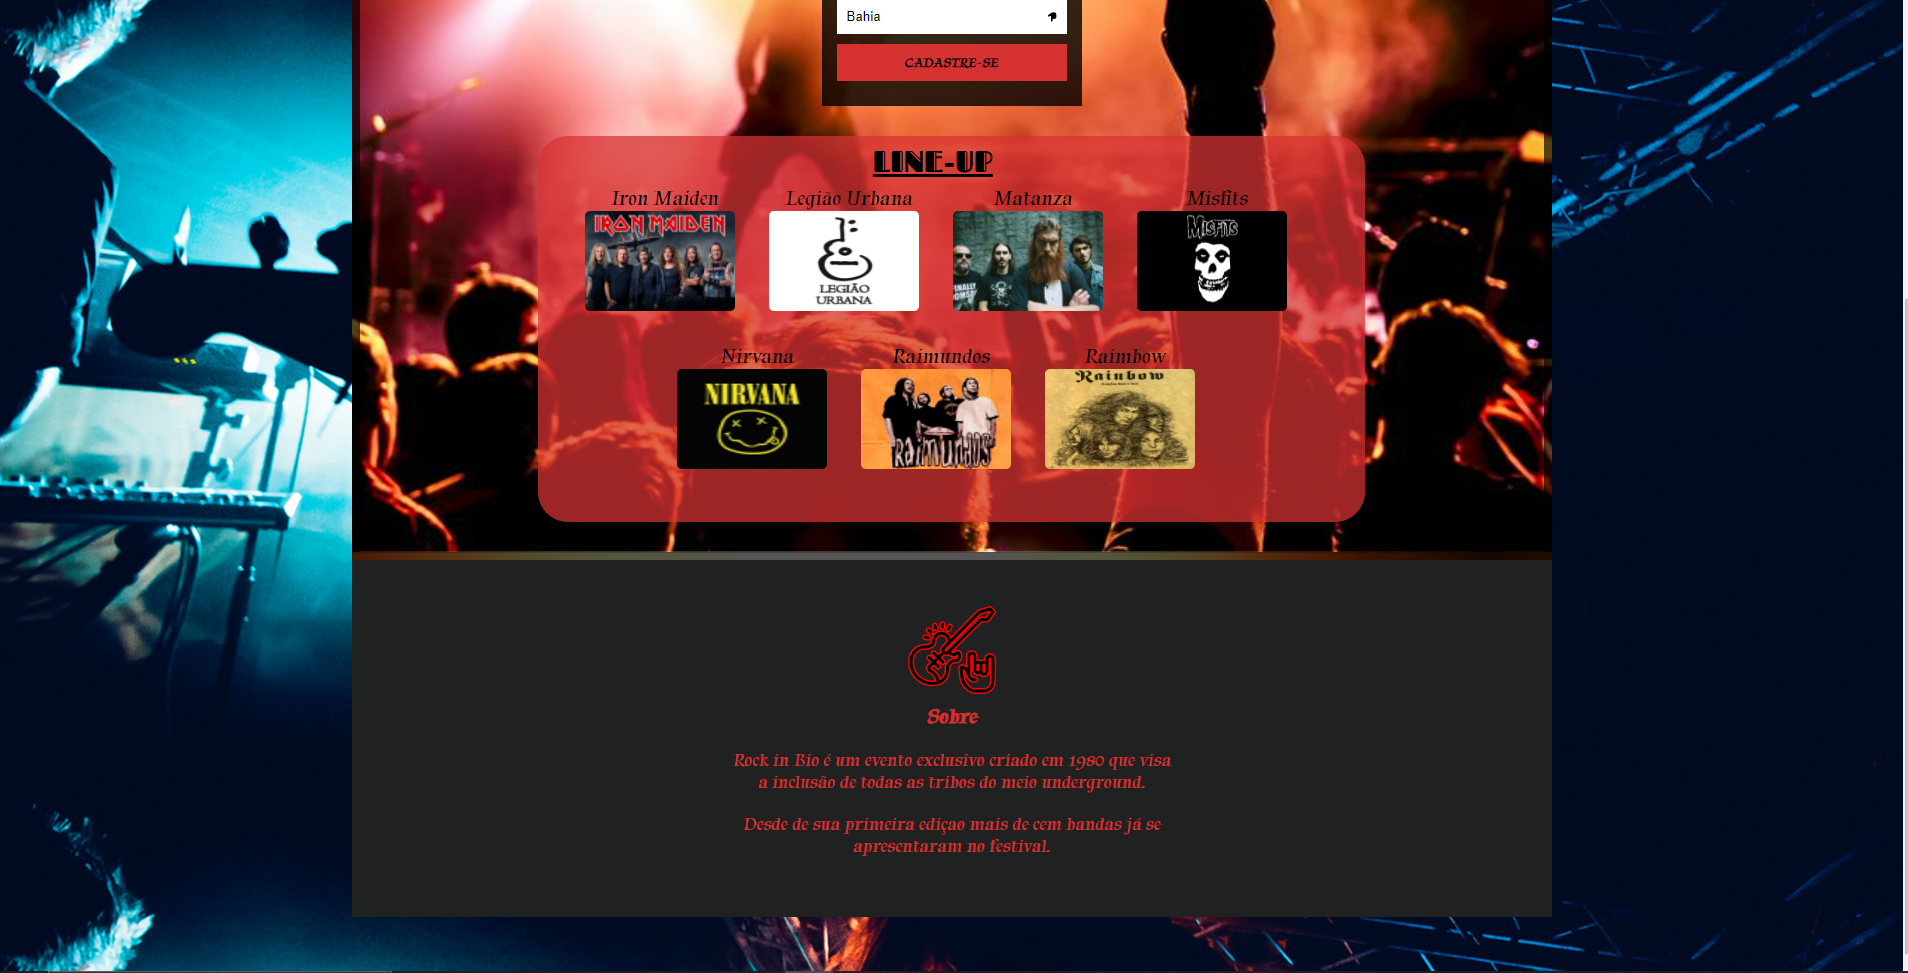 Bahia
CADASTRE-SE
LINE-UP
Iron Maiden Legião Urbana Matanza Misfits
IRON MAIDEN
LEGIÃO
URBANA
FINALLY
MISFITS
Nirvana Raimundos Raimbow
NIRVANA
RAIMUNDOS
Rainbow
Sobre
Rock in Bio é um evento exclusivo criado em 1980 que visa
a inclusão de todas as tribos do meio underground.
Desde de sua primeira ediçao mais de cem bandas já se
apresentaram no festival.